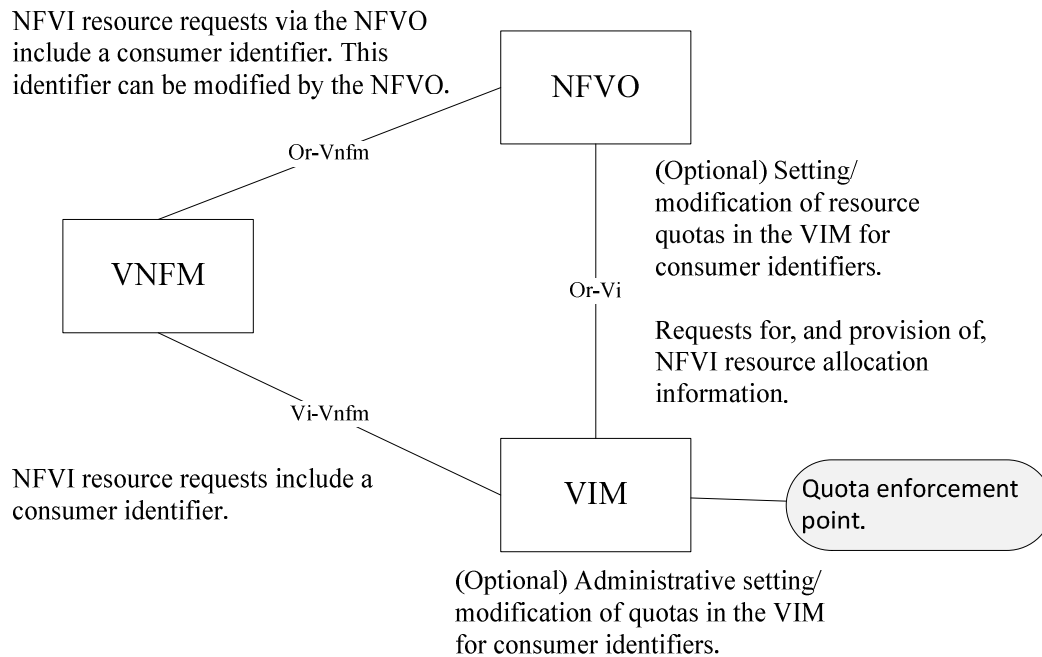 NFVI resource requests via the NFVO
include a consumer identifier. This
identifier can be modified by the NFVO.
NFVO
Or-Vnfm
(Optional) Setting/
modification of resource
quotas in the VIM for
consumer identifiers.
VNFM
Or-Vi
Requests for, and provision of,
NFVI resource allocation
information.
Vi-Vnfm
NFVI resource requests include a
consumer identifier.
VIM
Quota enforcement
point.
(Optional) Administrative setting/
modification of quotas in the VIM
for consumer identifiers.